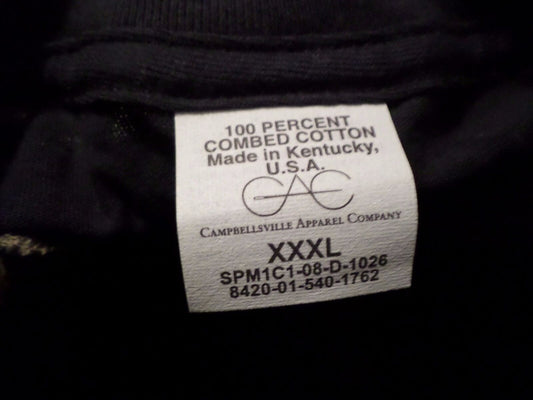 100 PERCENT
COMBED COTTON
Made in Kentucky,
U.S.A.
CAC
CAMPBELLSVILLE APPAREL COMPANY
XXXL
SPM1C1-08-D-1026
8420-01-540-1762